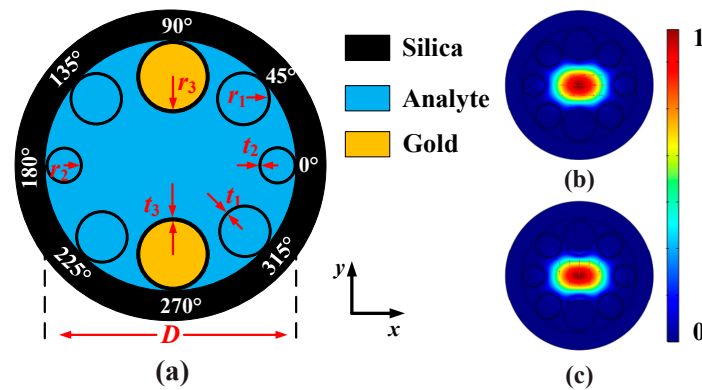 90°
135°
45°
r3
r1
t2
180°
r2
0°
t3
t1
225°
315°
270°
D
(a)
y
x
Silica
Analyte
Gold
(b)
(c)
1
0